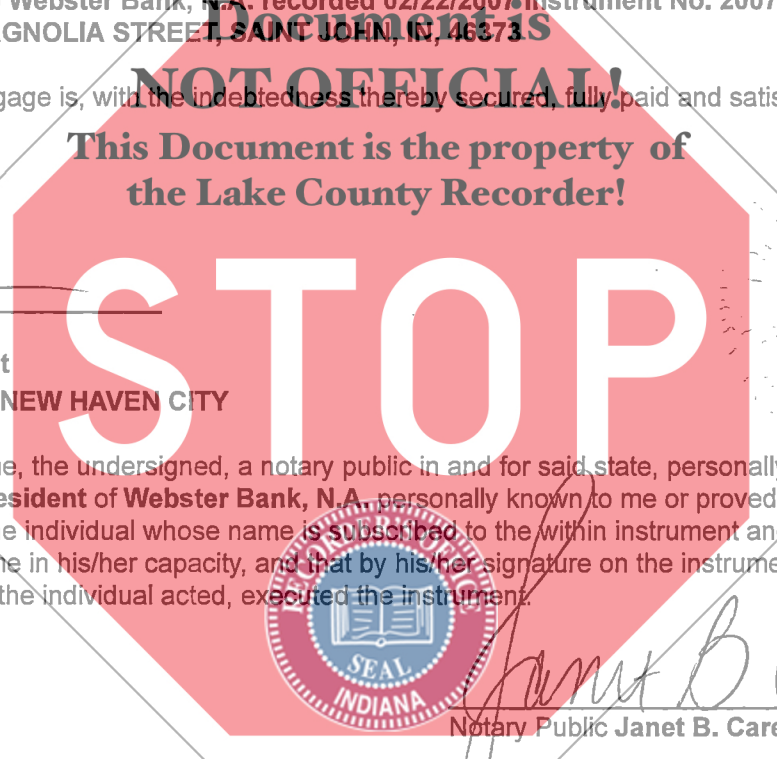 Webster Bank, N.A. recorded 02/22/2007 Instrument No. 2007
Document is
GNOLIA STREET, SAINT JOHN, IN, 46373
NOT OFFICIAL!
gage is, with the indebtedness thereby secured, fully paid and satis
This Document is the property of
the Lake County Recorder!
STOP
t
NEW HAVEN CITY
e, the undersigned, a notary public in and for said state, personally
esident of Webster Bank, N.A. personally known to me or proved
e individual whose name is subscribed to the within instrument an
e in his/her capacity, and that by his/her signature on the instrume
the individual acted, executed the instrument.
SEAL
INDIANA
Janet B
Notary Public Janet B. Care